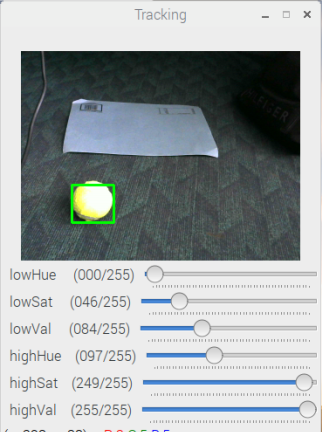 Tracking
lowHue (000/255)
lowSat (046/255)
lowVal (084/255)
highHue (097/255)
highSat (249/255)
highVal (255/255)